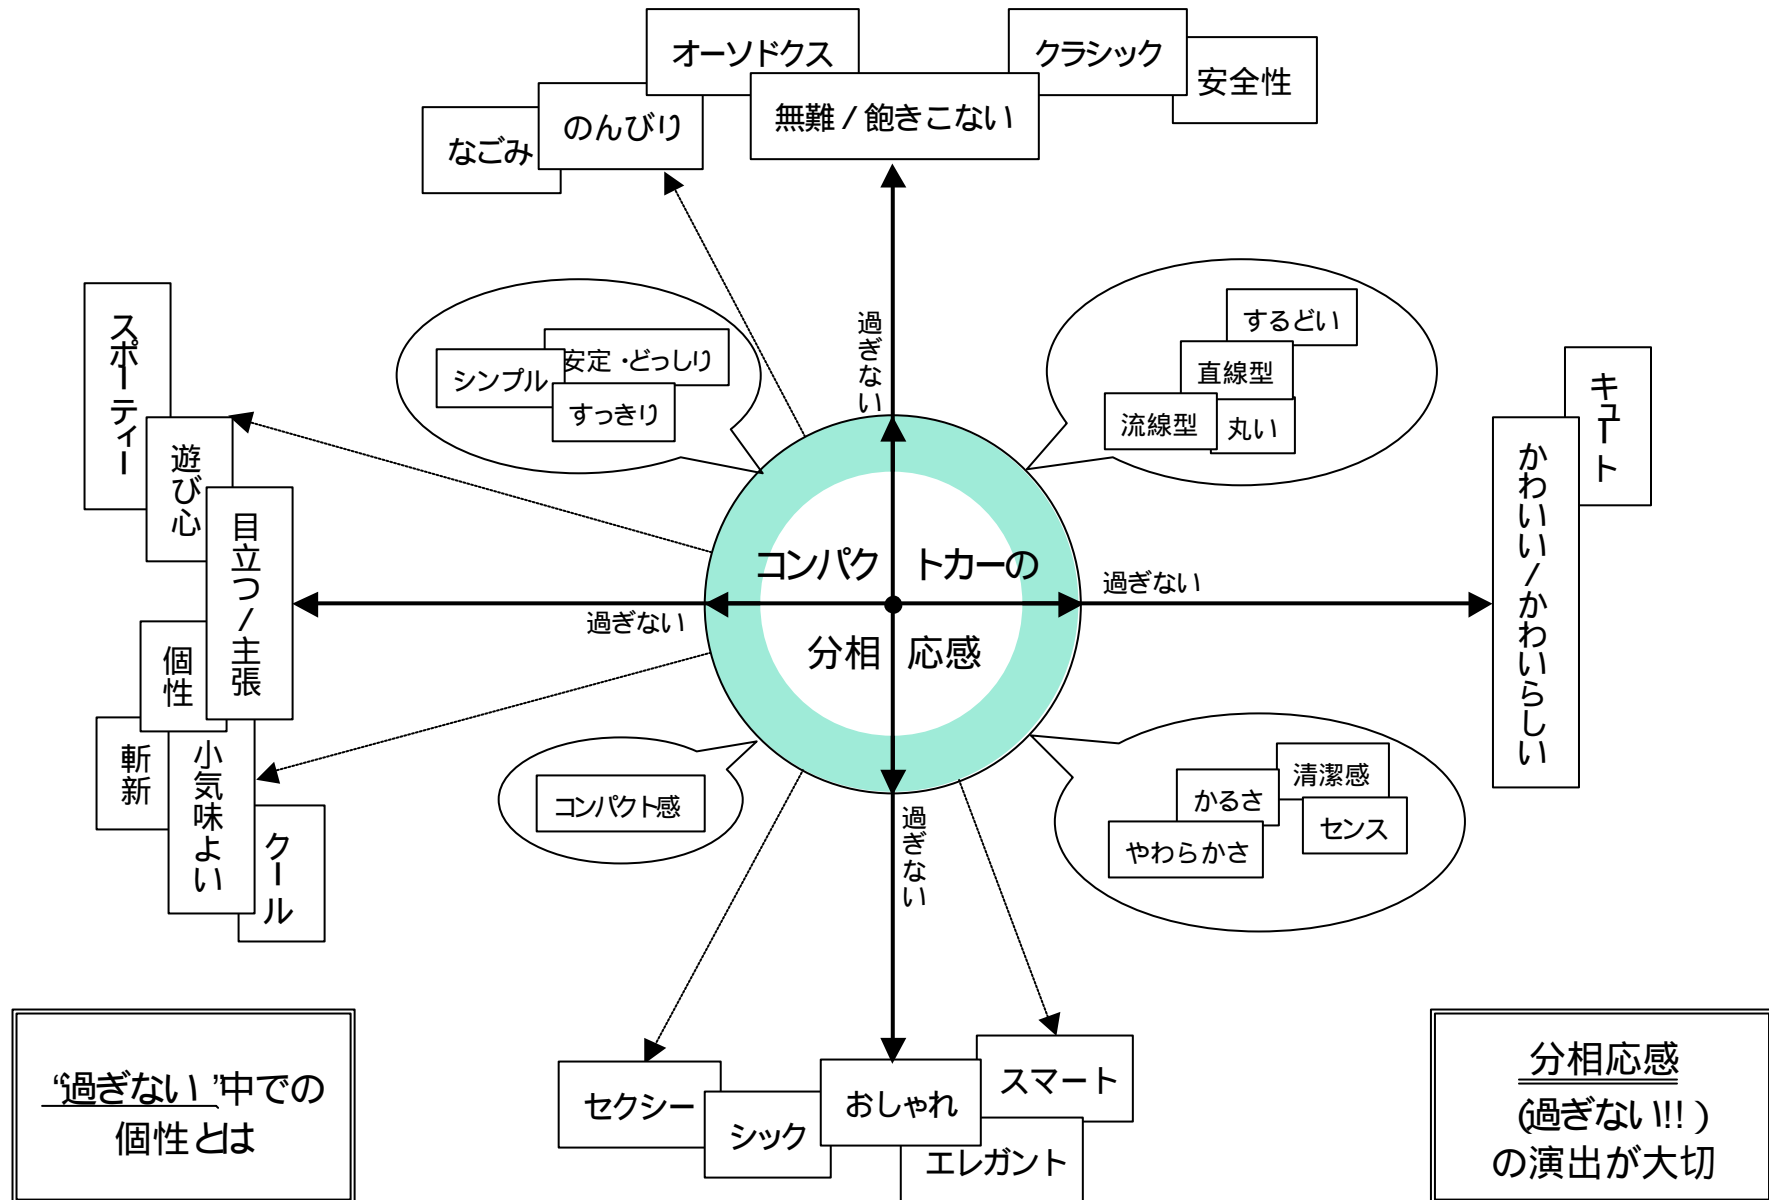 オーソドクス
クラシック
安全性
無難/飽きこない
のんびり
なごみ
スポーティー
遊び心
目立つ/主張
個性
斬新
小気味よい
クール
シンプル
安定・どっしり
すっきり
過ぎない
するどい
直線型
流線型
丸い
キュート
かわいい/かわいらしい
コンパクトカーの
分相応感
過ぎない
過ぎない
過ぎない
コンパクト感
清潔感
かるさ
センス
やわらかさ
セクシー
シック
おしゃれ
スマート
エレガント
“過ぎない”中での
個性とは
分相応感
(過ぎない!!)
の演出が大切